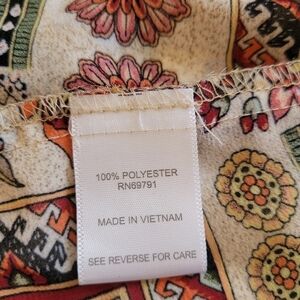 100% POLYESTER
RN69791
MADE IN VIETNAM
SEE REVERSE FOR CARE